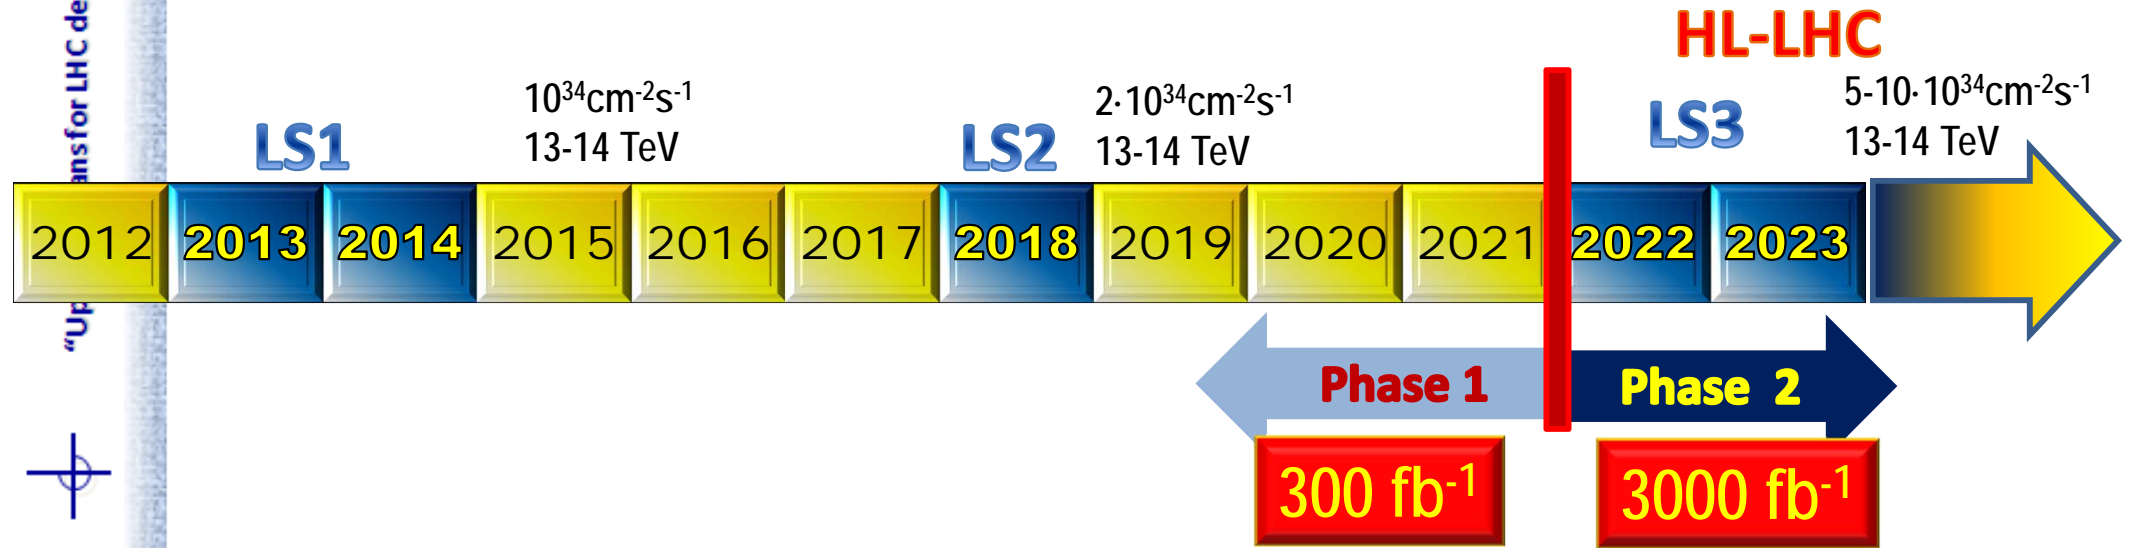 HL-LHC
10³⁴cm⁻²s⁻¹
13-14 TeV
2·10³⁴cm⁻²s⁻¹
13-14 TeV
5-10·10³⁴cm⁻²s⁻¹
13-14 TeV
LS1
LS2
LS3
2012 2013 2014 2015 2016 2017 2018 2019 2020 2021 2022 2023
Phase 1
Phase 2
300 fb⁻¹
3000 fb⁻¹
for LHC